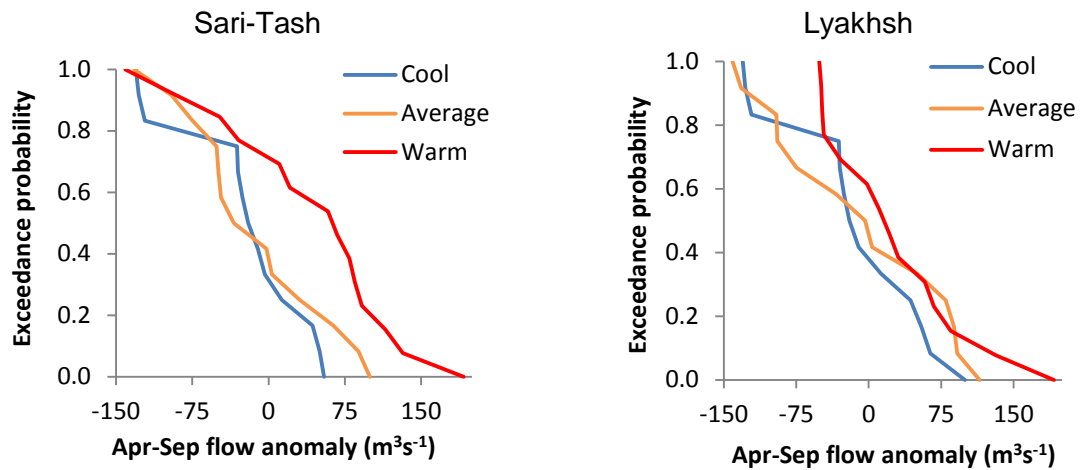 Sari-Tash
1.0
0.8
0.6
0.4
0.2
0.0
Exceedance probability
Cool
Average
Warm
-150 -75 0 75 150
Apr-Sep flow anomaly (m³s⁻¹)
Lyakhsh
1.0
0.8
0.6
0.4
0.2
0.0
Exceedance probability
Cool
Average
Warm
-150 -75 0 75 150
Apr-Sep flow anomaly (m³s⁻¹)